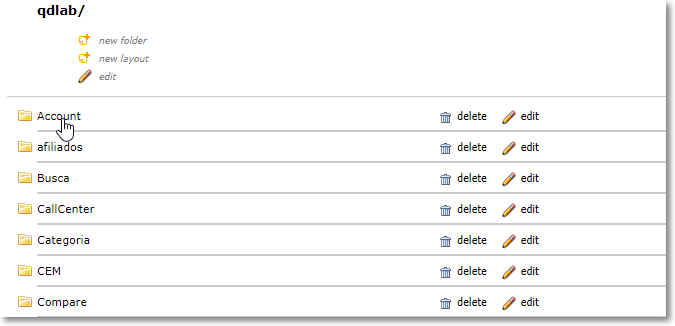 qdlab/
new folder
new layout
edit
Account delete edit
afiliados delete edit
Busca delete edit
CallCenter delete edit
Categoria delete edit
CEM delete edit
Compare delete edit